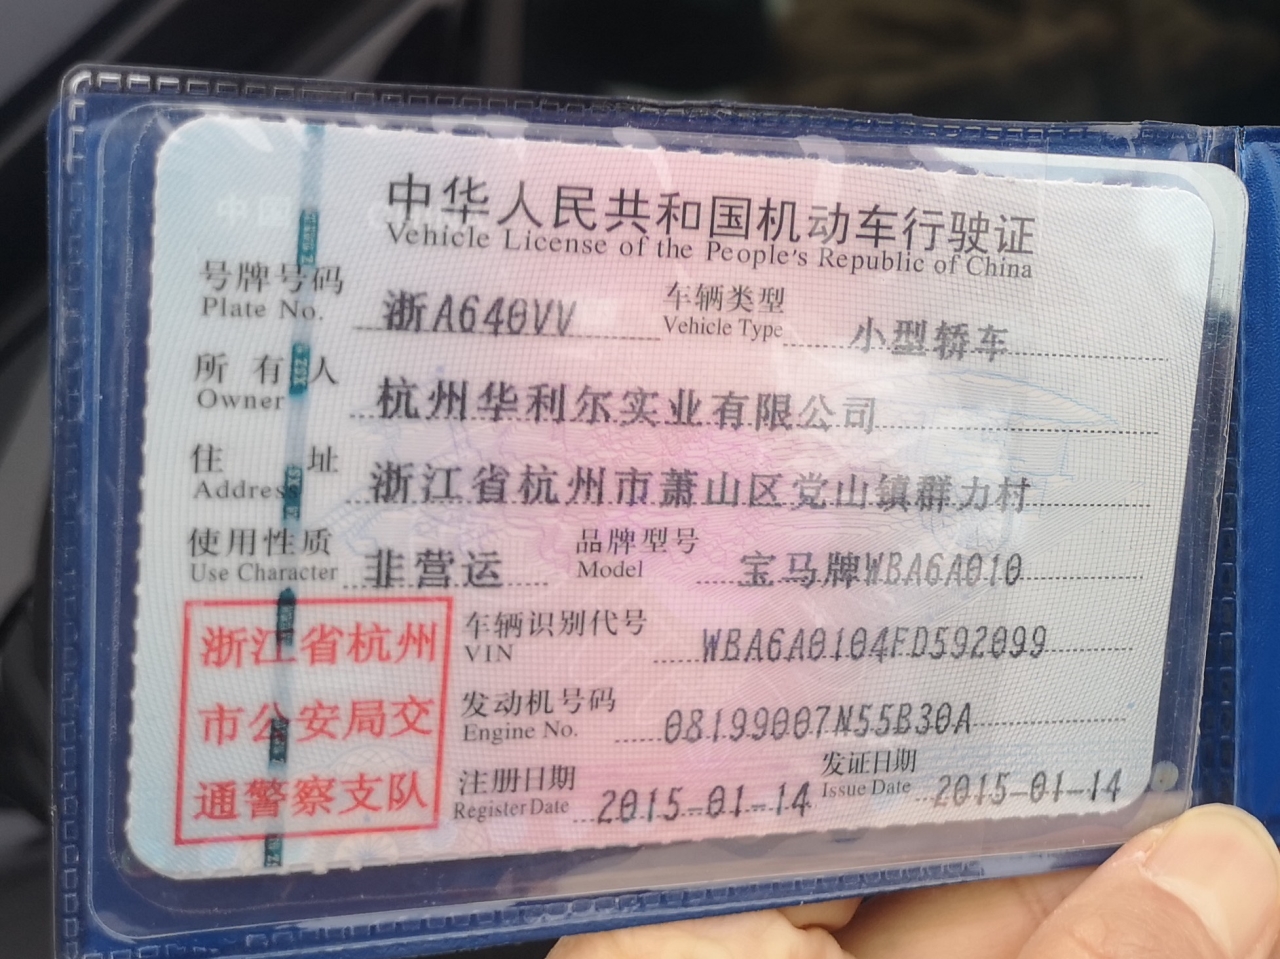 中华人民共和国机动车行驶证
Vehicle License of the People's Republic of China
号牌号码 浙A640VV 车辆类型 小型轿车
Plate No. Vehicle Type
所有人 杭州华利尔实业有限公司
Owner
住址 浙江省杭州市萧山区党山镇群力村
Address
使用性质 非营运 品牌型号 宝马牌WBA6A010
Use Character Model
浙江省杭州
市公安局交
通警察支队
车辆识别代号 WBA6A0104FD592099
VIN
发动机号码 08199007N55B30A
Engine No.
注册日期 2015-01-14 发证日期 2015-01-14
Register Date Issue Date